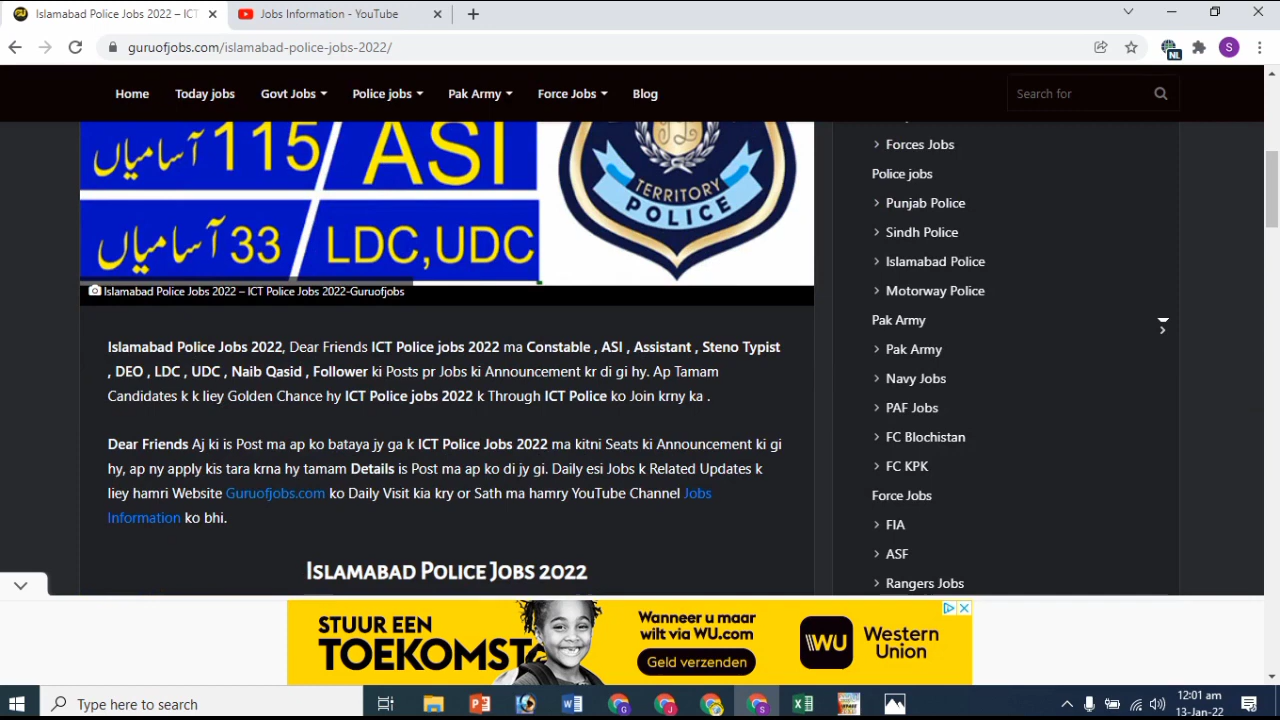 Islamabad Police Jobs 2022 – ICT
Jobs Information - YouTube
guruofjobs.com/islamabad-police-jobs-2022/
NL
S
Home Today jobs Govt Jobs Police jobs Pak Army Force Jobs Blog
Search for
115 آسامیاں / ASI
33 آسامیاں / LDC,UDC
TERRITORY
POLICE
Islamabad Police Jobs 2022 – ICT Police Jobs 2022-Guruofjobs
Islamabad Police Jobs 2022, Dear Friends ICT Police jobs 2022 ma Constable , ASI , Assistant , Steno Typist
, DEO , LDC , UDC , Naib Qasid , Follower ki Posts pr Jobs ki Announcement kr di gi hy. Ap Tamam
Candidates k k liey Golden Chance hy ICT Police jobs 2022 k Through ICT Police ko Join krny ka .
Dear Friends Aj ki is Post ma ap ko bataya jy ga k ICT Police Jobs 2022 ma kitni Seats ki Announcement ki gi
hy, ap ny apply kis tara krna hy tamam Details is Post ma ap ko di jy gi. Daily esi Jobs k Related Updates k
liey hamri Website Guruofjobs.com ko Daily Visit kia kry or Sath ma hamry YouTube Channel Jobs
Information ko bhi.
Islamabad Police Jobs 2022
Forces Jobs
Police jobs
Punjab Police
Sindh Police
Islamabad Police
Motorway Police
Pak Army
Pak Army
Navy Jobs
PAF Jobs
FC Blochistan
FC KPK
Force Jobs
FIA
ASF
Rangers Jobs
STUUR EEN
TOEKOMST
Wanneer u maar
wilt via WU.com
Geld verzenden
WU
Western
Union
Type here to search
12:01 am
13-Jan-22